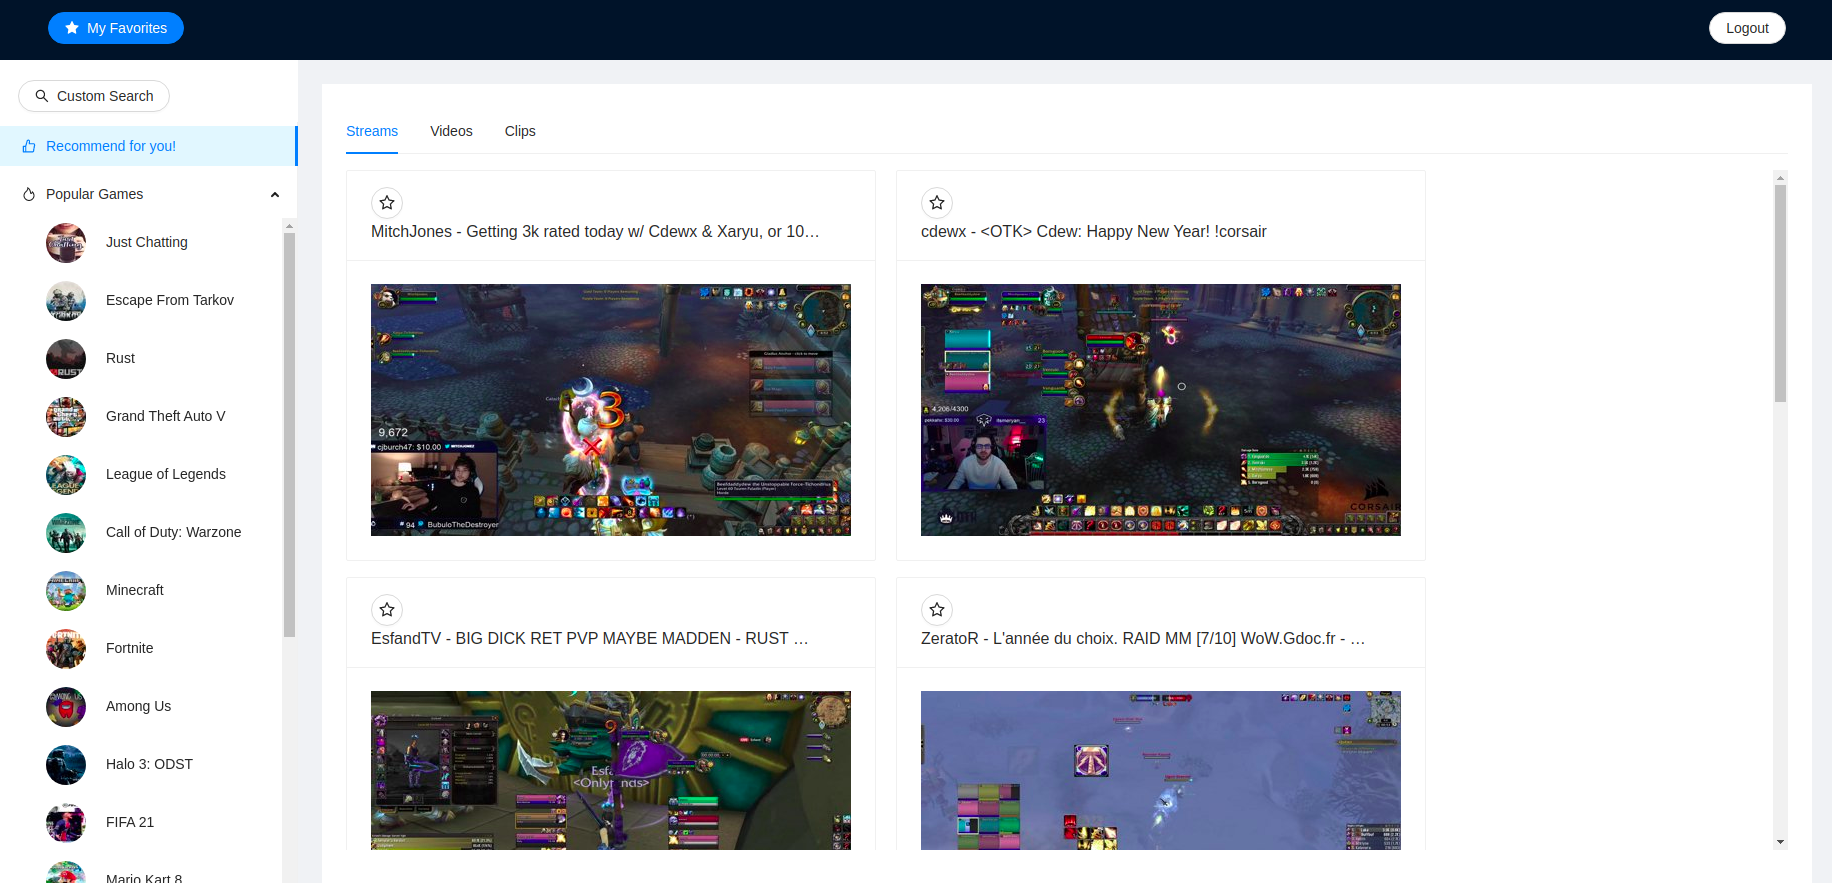 My Favorites
Logout
Custom Search
Recommend for you!
Popular Games
Just Chatting
Escape From Tarkov
Rust
Grand Theft Auto V
League of Legends
Call of Duty: Warzone
Minecraft
Fortnite
Among Us
Halo 3: ODST
FIFA 21
Mario Kart 8
Streams
Videos
Clips
MitchJones - Getting 3k rated today w/ Cdewx & Xaryu, or 10…
9,672
cjburch47: $10.00
94
BubuloTheDestroyer
3
cdewx - <OTK> Cdew: Happy New Year! !corsair
4,206/4300
itsmeryan__
23
CORSAIR
EsfandTV - BIG DICK RET PVP MAYBE MADDEN - RUST …
ZeratoR - L'année du choix. RAID MM [7/10] WoW.Gdoc.fr - …